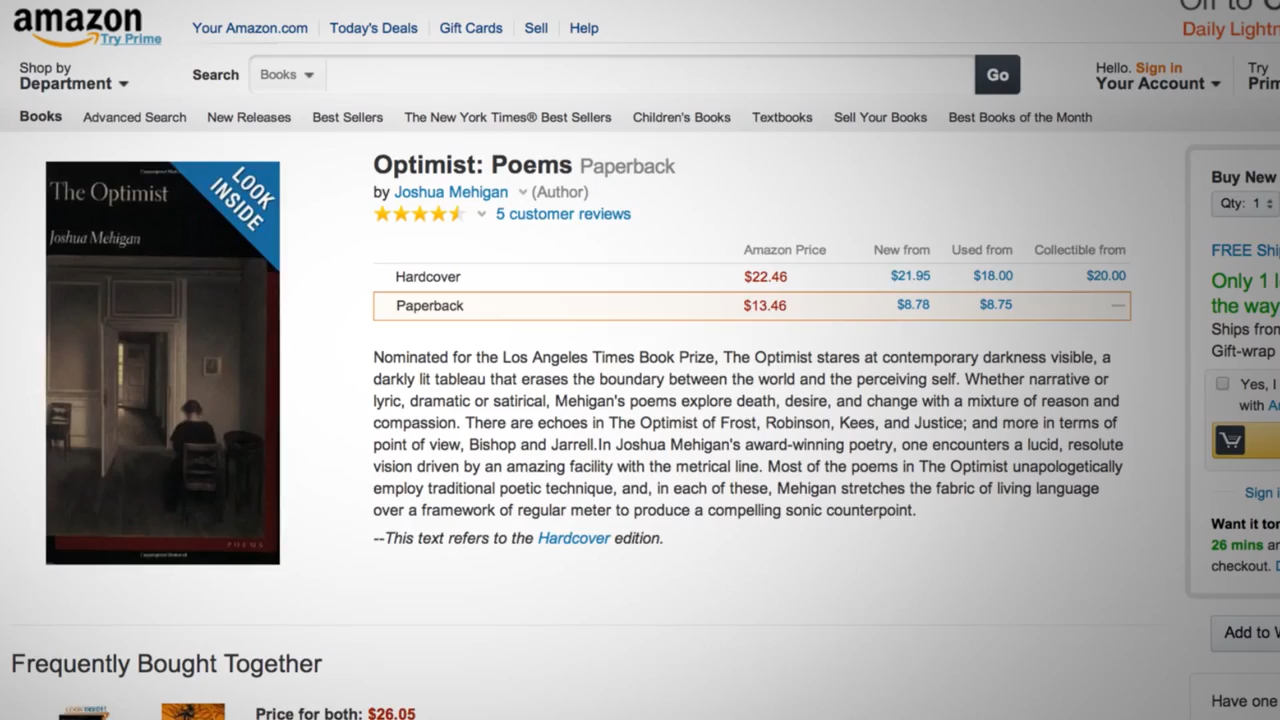 amazon
Try Prime
Your Amazon.com
Today's Deals
Gift Cards
Sell
Help
Daily
Shop by
Department
Search
Books
Go
Hello. Sign in
Your Account
Try
Books
Advanced Search
New Releases
Best Sellers
The New York Times® Best Sellers
Children's Books
Textbooks
Sell Your Books
Best Books of the Month
LOOK
INSIDE
The Optimist
Joshua Mehigan
POEMS
Optimist: Poems Paperback
by Joshua Mehigan (Author)
5 customer reviews
Amazon Price
New from
Used from
Collectible from
Hardcover $22.46 $21.95 $18.00 $20.00
Paperback $13.46 $8.78 $8.75 —
Nominated for the Los Angeles Times Book Prize, The Optimist stares at contemporary darkness visible, a
darkly lit tableau that erases the boundary between the world and the perceiving self. Whether narrative or
lyric, dramatic or satirical, Mehigan's poems explore death, desire, and change with a mixture of reason and
compassion. There are echoes in The Optimist of Frost, Robinson, Kees, and Justice; and more in terms of
point of view, Bishop and Jarrell.In Joshua Mehigan's award-winning poetry, one encounters a lucid, resolute
vision driven by an amazing facility with the metrical line. Most of the poems in The Optimist unapologetically
employ traditional poetic technique, and, in each of these, Mehigan stretches the fabric of living language
over a framework of regular meter to produce a compelling sonic counterpoint.
--This text refers to the Hardcover edition.
Buy New
Qty: 1
FREE
Only 1
the way
Ships from
Gift-wrap
Yes, I
with
Sign
Want it
26 mins
checkout.
Add to
Have one
Frequently Bought Together
Price for both: $26.05